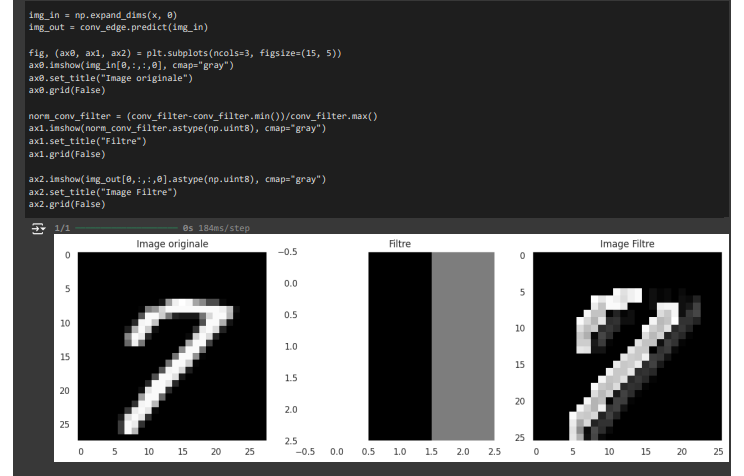 img_in = np.expand_dims(x, 0)
img_out = conv_edge.predict(img_in)
fig, (ax0, ax1, ax2) = plt.subplots(ncols=3, figsize=(15, 5))
ax0.imshow(img_in[0,:,:,0], cmap="gray")
ax0.set_title("Image originale")
ax0.grid(False)
norm_conv_filter = (conv_filter-conv_filter.min())/conv_filter.max()
ax1.imshow(norm_conv_filter.astype(np.uint8), cmap="gray")
ax1.set_title("Filtre")
ax1.grid(False)
ax2.imshow(img_out[0,:,:,0].astype(np.uint8), cmap="gray")
ax2.set_title("Image Filtre")
ax2.grid(False)
1/1 0s 184ms/step
Image originale
0
5
10
15
20
25
0 5 10 15 20 25
Filtre
−0.5
0.0
0.5
1.0
1.5
2.0
2.5
−0.5 0.0 0.5 1.0 1.5 2.0 2.5
Image Filtre
0
5
10
15
20
25
0 5 10 15 20 25